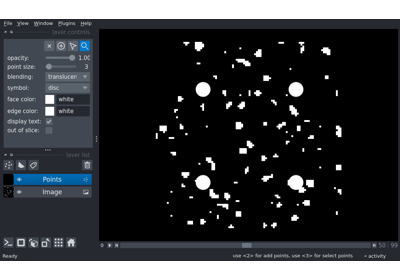 File View Window Plugins Help
layer controls
opacity: 1.00
point size: 3
blending: translucen
symbol: disc
face color: white
edge color: white
display text:
out of slice:
layer list
Points
Image
0 50 99
Ready use <2> for add points, use <3> for select points activity